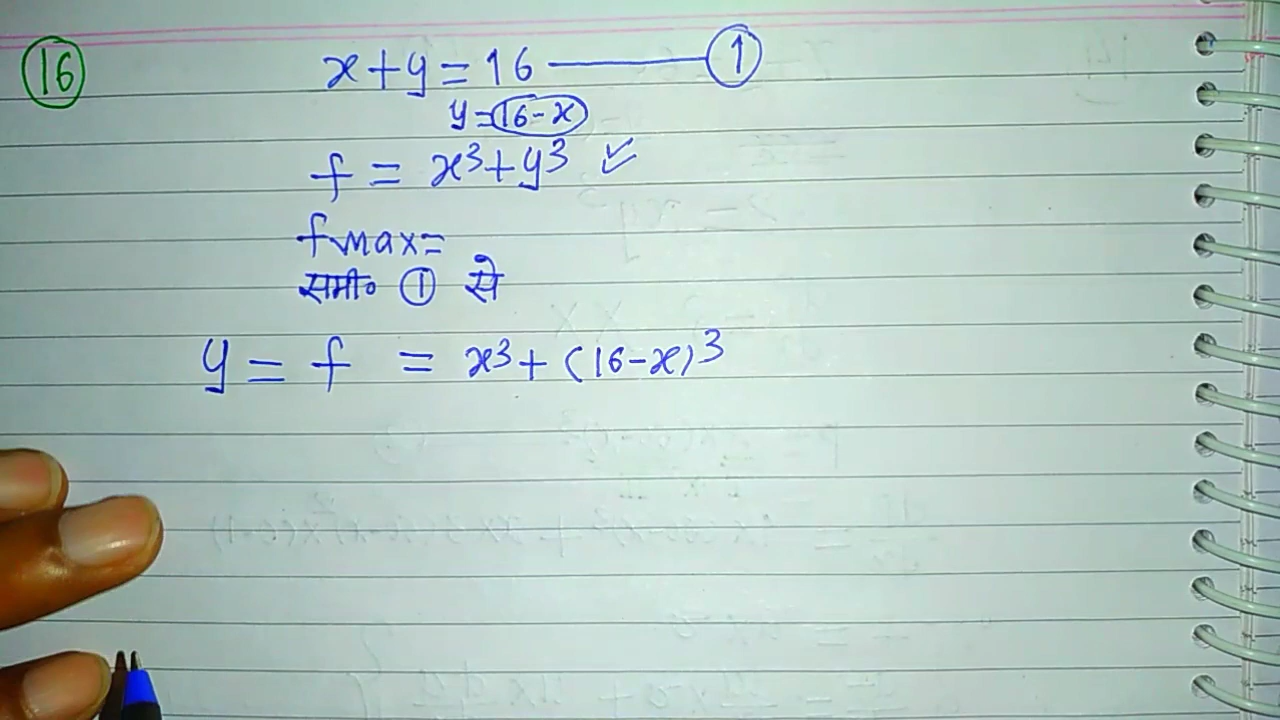 16
x+y=16 ——— 1
y=16-x
f = x³+y³ ✓
fmax=
समी० 1 से
y = f = x³+(16-x)³